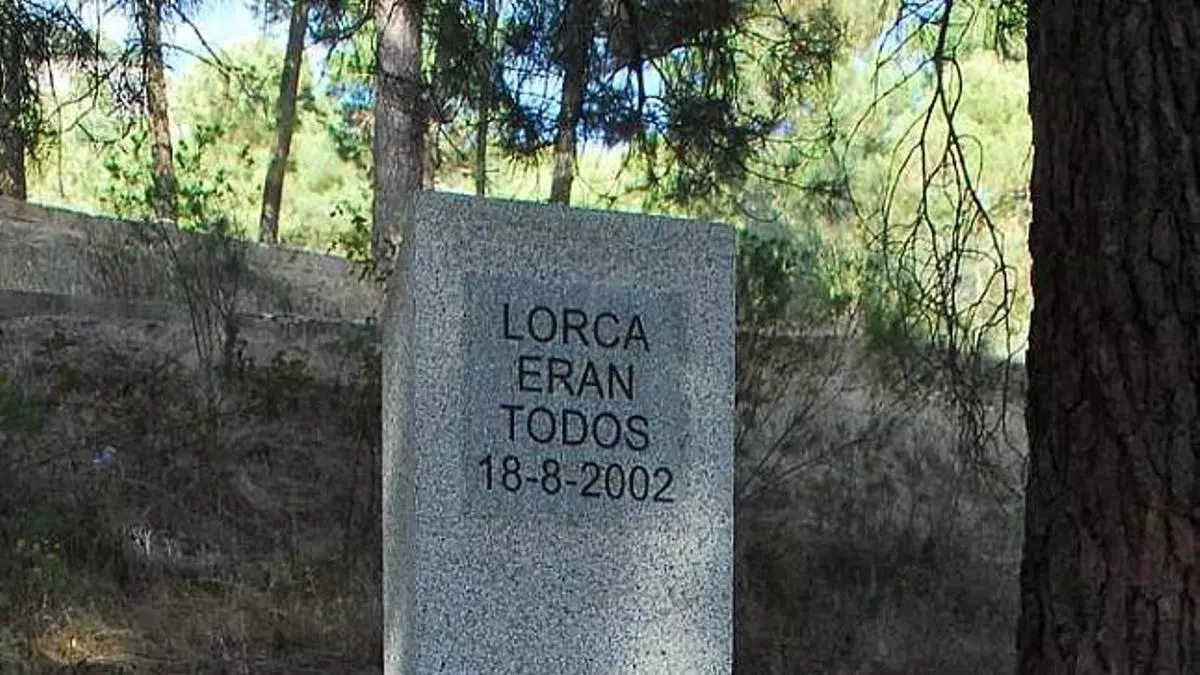 LORCA
ERAN
TODOS
18-8-2002